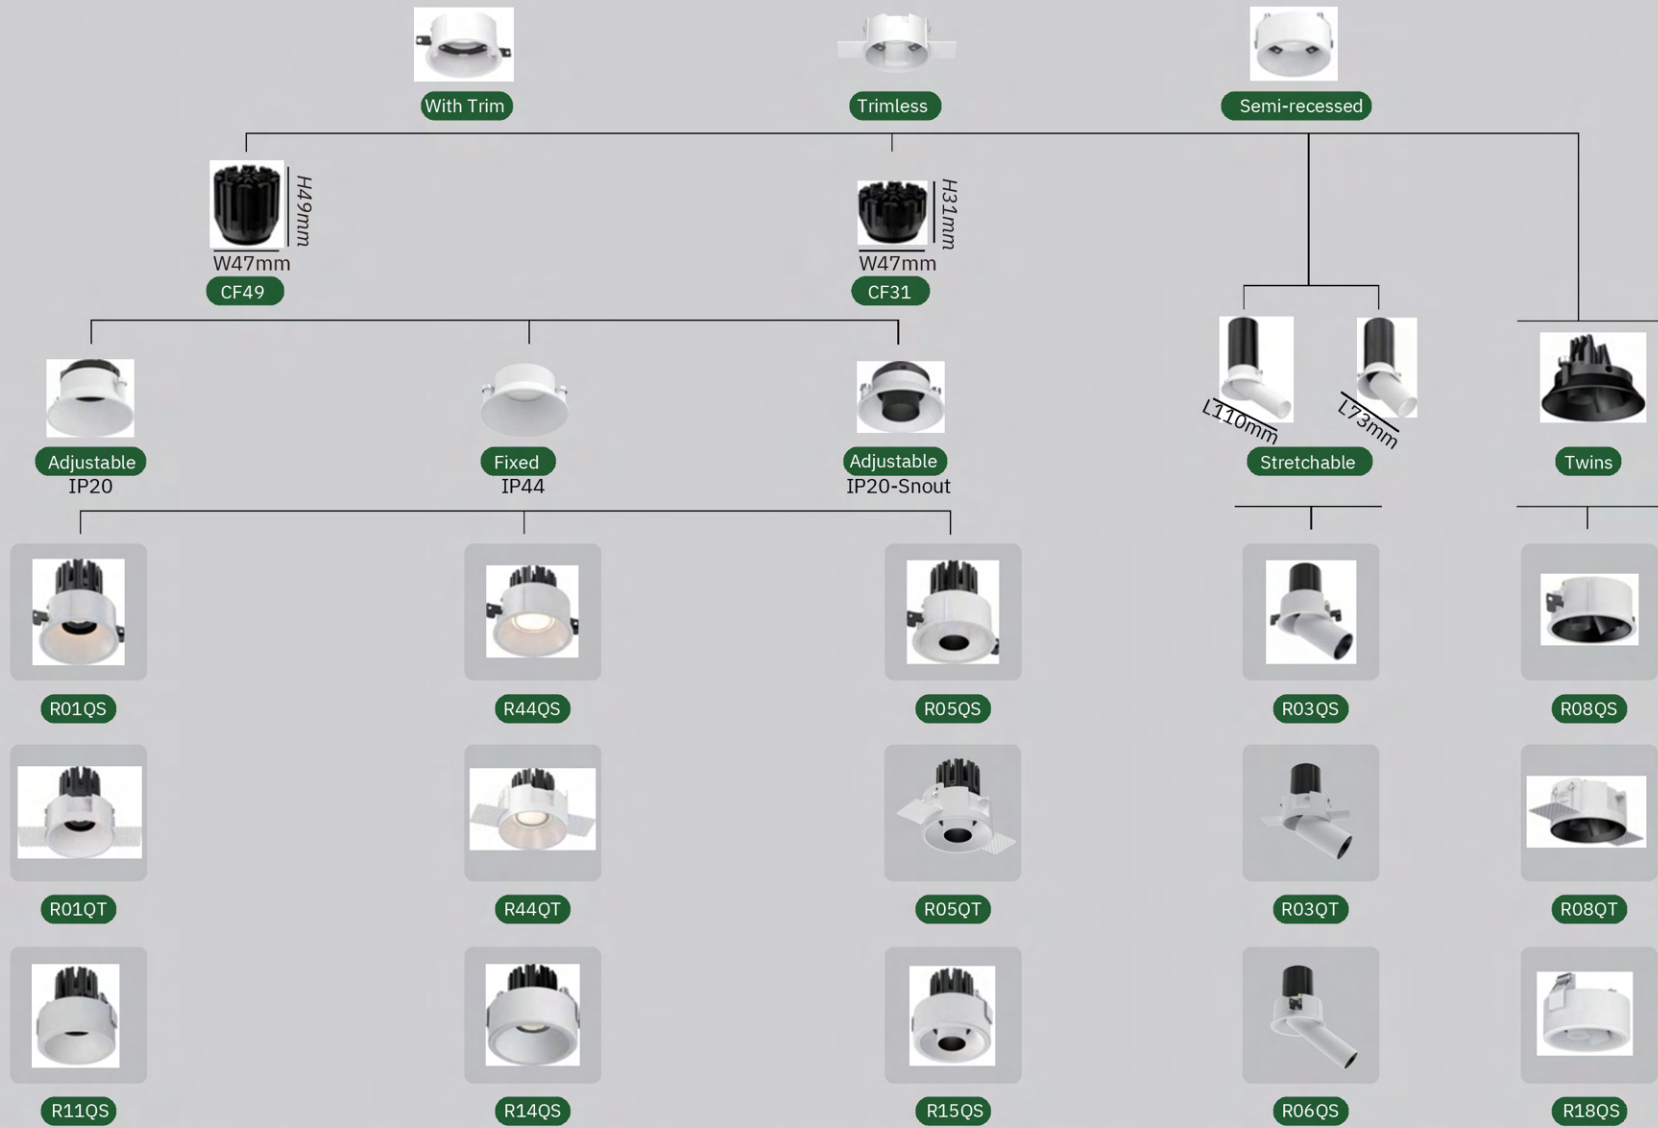 With Trim
Trimless
Semi-recessed
H49mm
H31mm
W47mm
W47mm
CF49
CF31
L110mm
L73mm
Adjustable
Fixed
Adjustable
Stretchable
Twins
IP20
IP44
IP20-Snout
R01QS
R44QS
R05QS
R03QS
R08QS
R01QT
R44QT
R05QT
R03QT
R08QT
R11QS
R14QS
R15QS
R06QS
R18QS